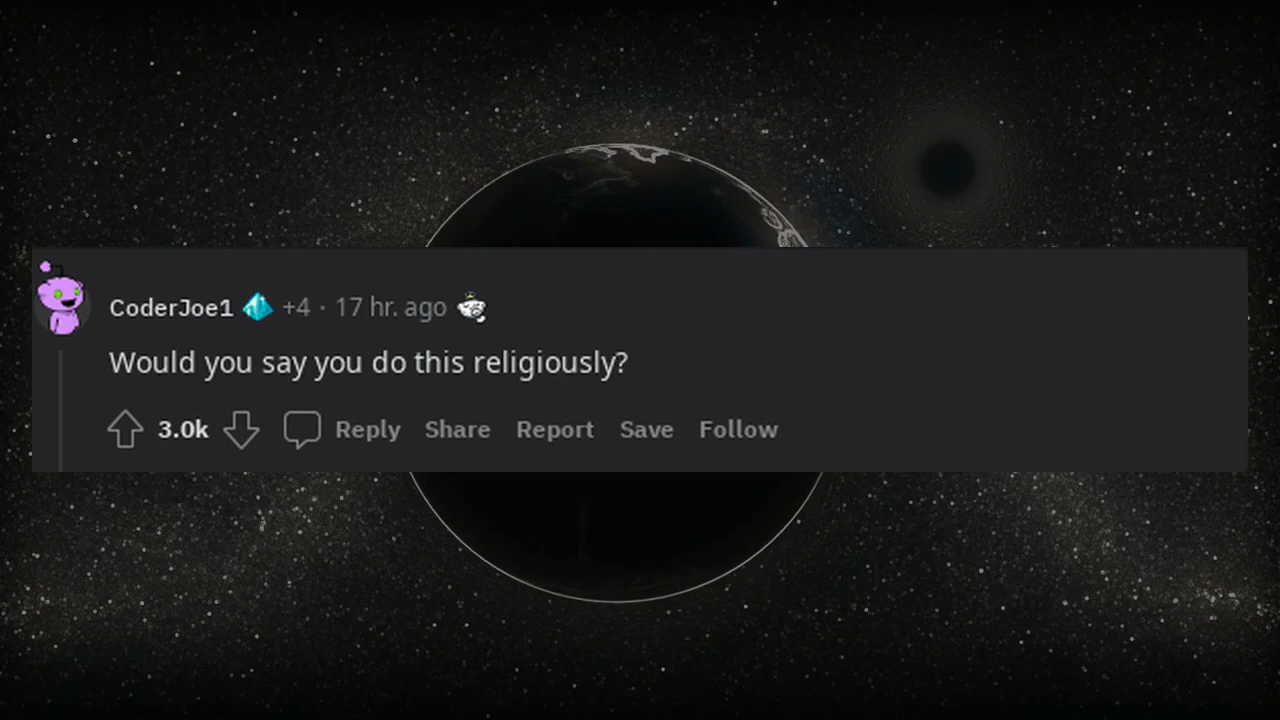 CoderJoe1 +4 · 17 hr. ago
Would you say you do this religiously?
3.0k Reply Share Report Save Follow